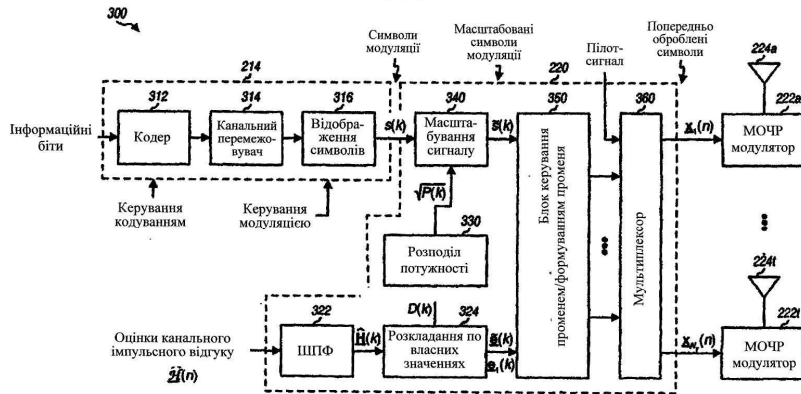 300
Символи
модуляції
Масштабовані
символи
модуляції
Пілот-
сигнал
Попередньо
оброблені
символи
224a
214
220
222a
312
314
316
340
350
360
Інформаційні
біти
Кодер
Канальний
перемежо-
вувач
Відобра-
ження
символів
s(k)
Масшта-
бування
сигналу
s̃(k)
Блок керування
променем/формуванням променя
Мультиплексор
x₁(n)
МОЧР
модулятор
Керування
кодуванням
Керування
модуляцією
√P(k)
330
Розподіл
потужності
224t
222t
D(k)
322
324
Оцінки канального
імпульсного відгуку
ШПФ
Ĥ(k)
Розкладання по
власних
значеннях
e₁(k)
МОЧР
модулятор